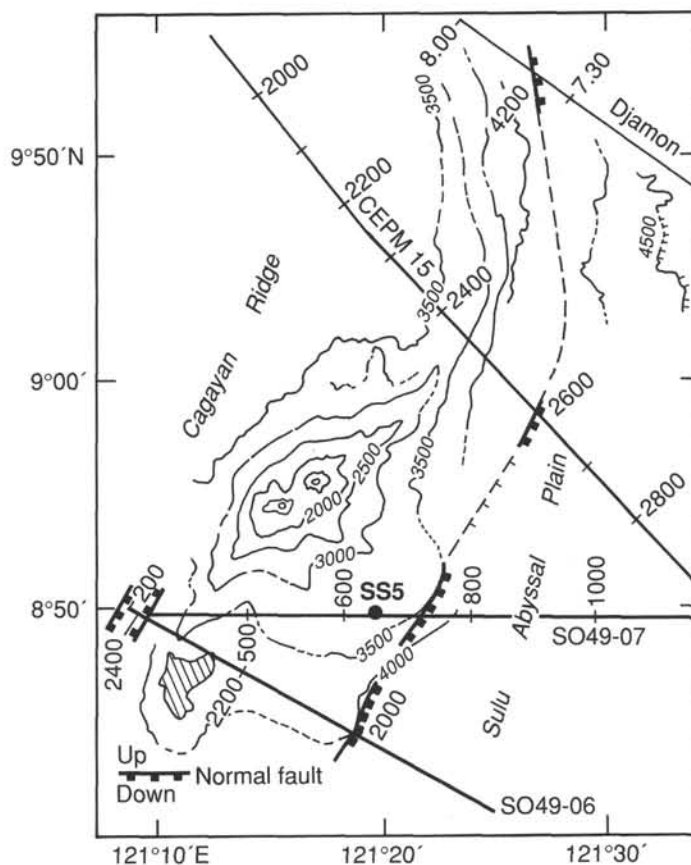 8.00
7.30
Djamon
2000
3500
4200
9°50´N
2200
CEPM 15
4500
Cagayan
Ridge
2400
3500
9°00´
2600
2500
3500
Plain
2000
2800
3000
Abyssal
600
SS5
800
1000
8°50´
200
SO49-07
2400
500
3500
4000
2200
2000
Sulu
Up
Normal fault
Down
SO49-06
121°10´E
121°20´
121°30´